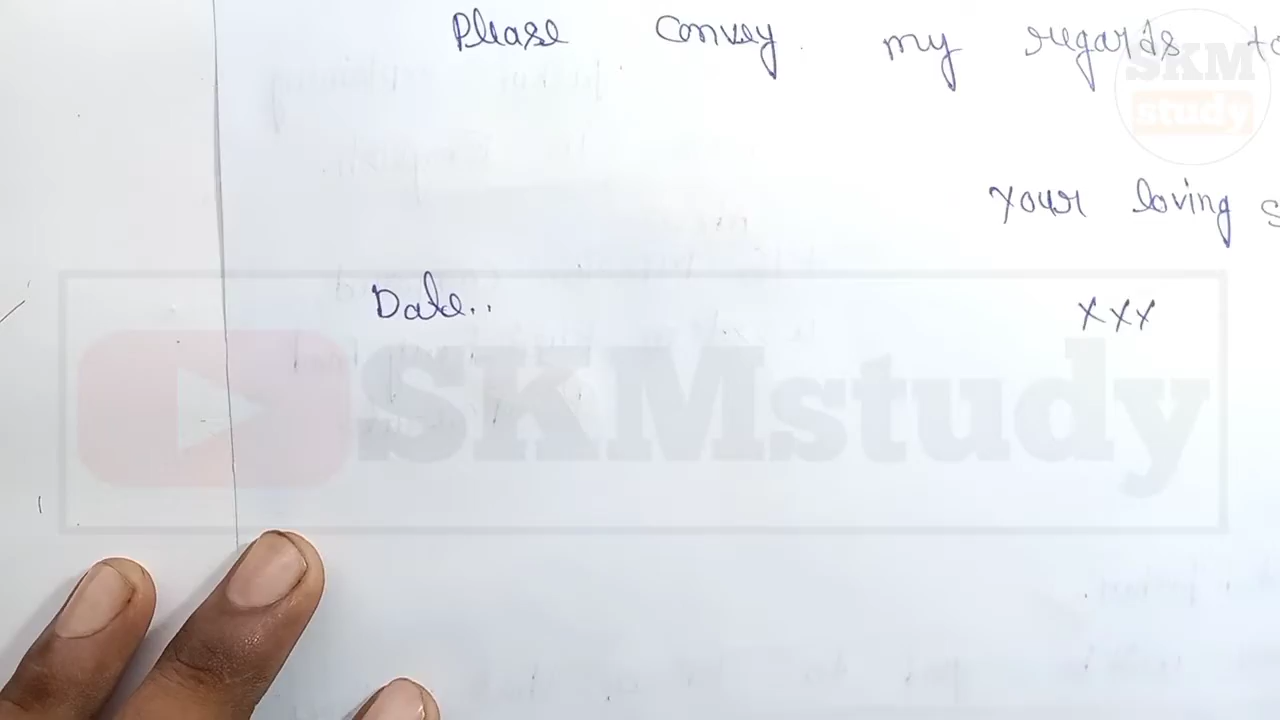 Please Convey my regards to
SKM
study
Your loving s
Date..
xxx
SKMstudy